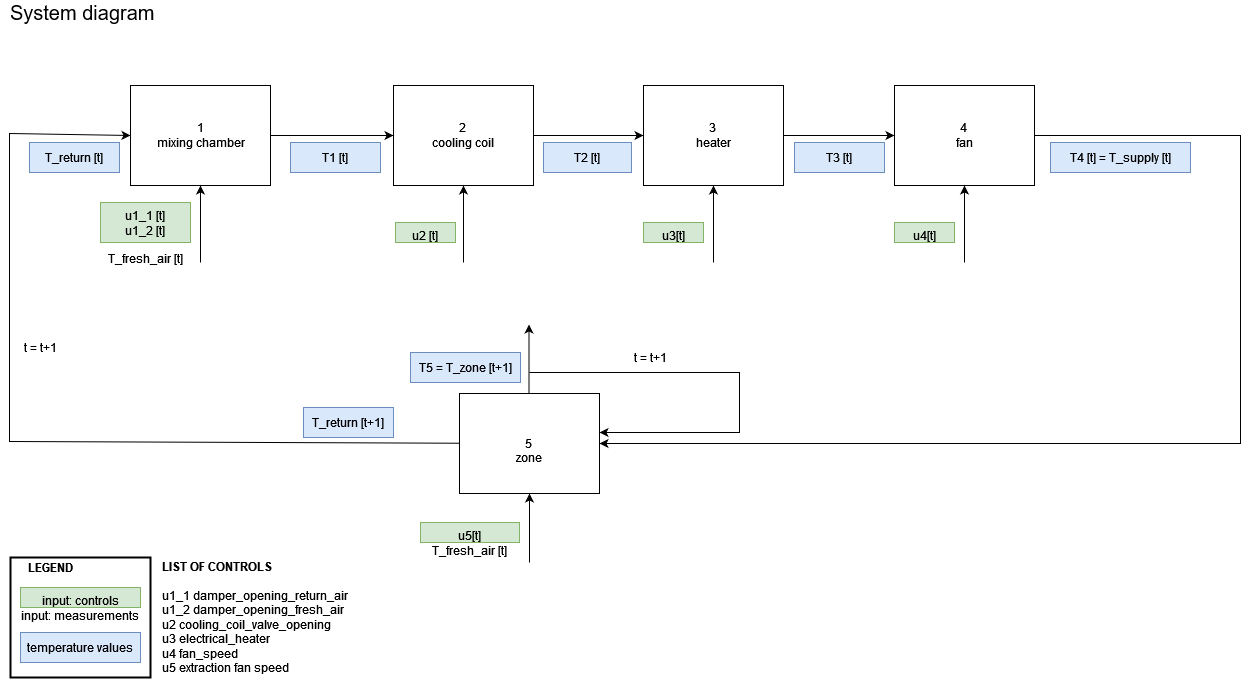 System diagram
1
mixing chamber
2
cooling coil
3
heater
4
fan
T_return [t]
T1 [t]
T2 [t]
T3 [t]
T4 [t] = T_supply [t]
u1_1 [t]
u1_2 [t]
T_fresh_air [t]
u2 [t]
u3[t]
u4[t]
t = t+1
T5 = T_zone [t+1]
t = t+1
T_return [t+1]
5
zone
u5[t]
T_fresh_air [t]
LEGEND
input: controls
input: measurements
temperature values
LIST OF CONTROLS
u1_1 damper_opening_return_air
u1_2 damper_opening_fresh_air
u2 cooling_coil_valve_opening
u3 electrical_heater
u4 fan_speed
u5 extraction fan speed